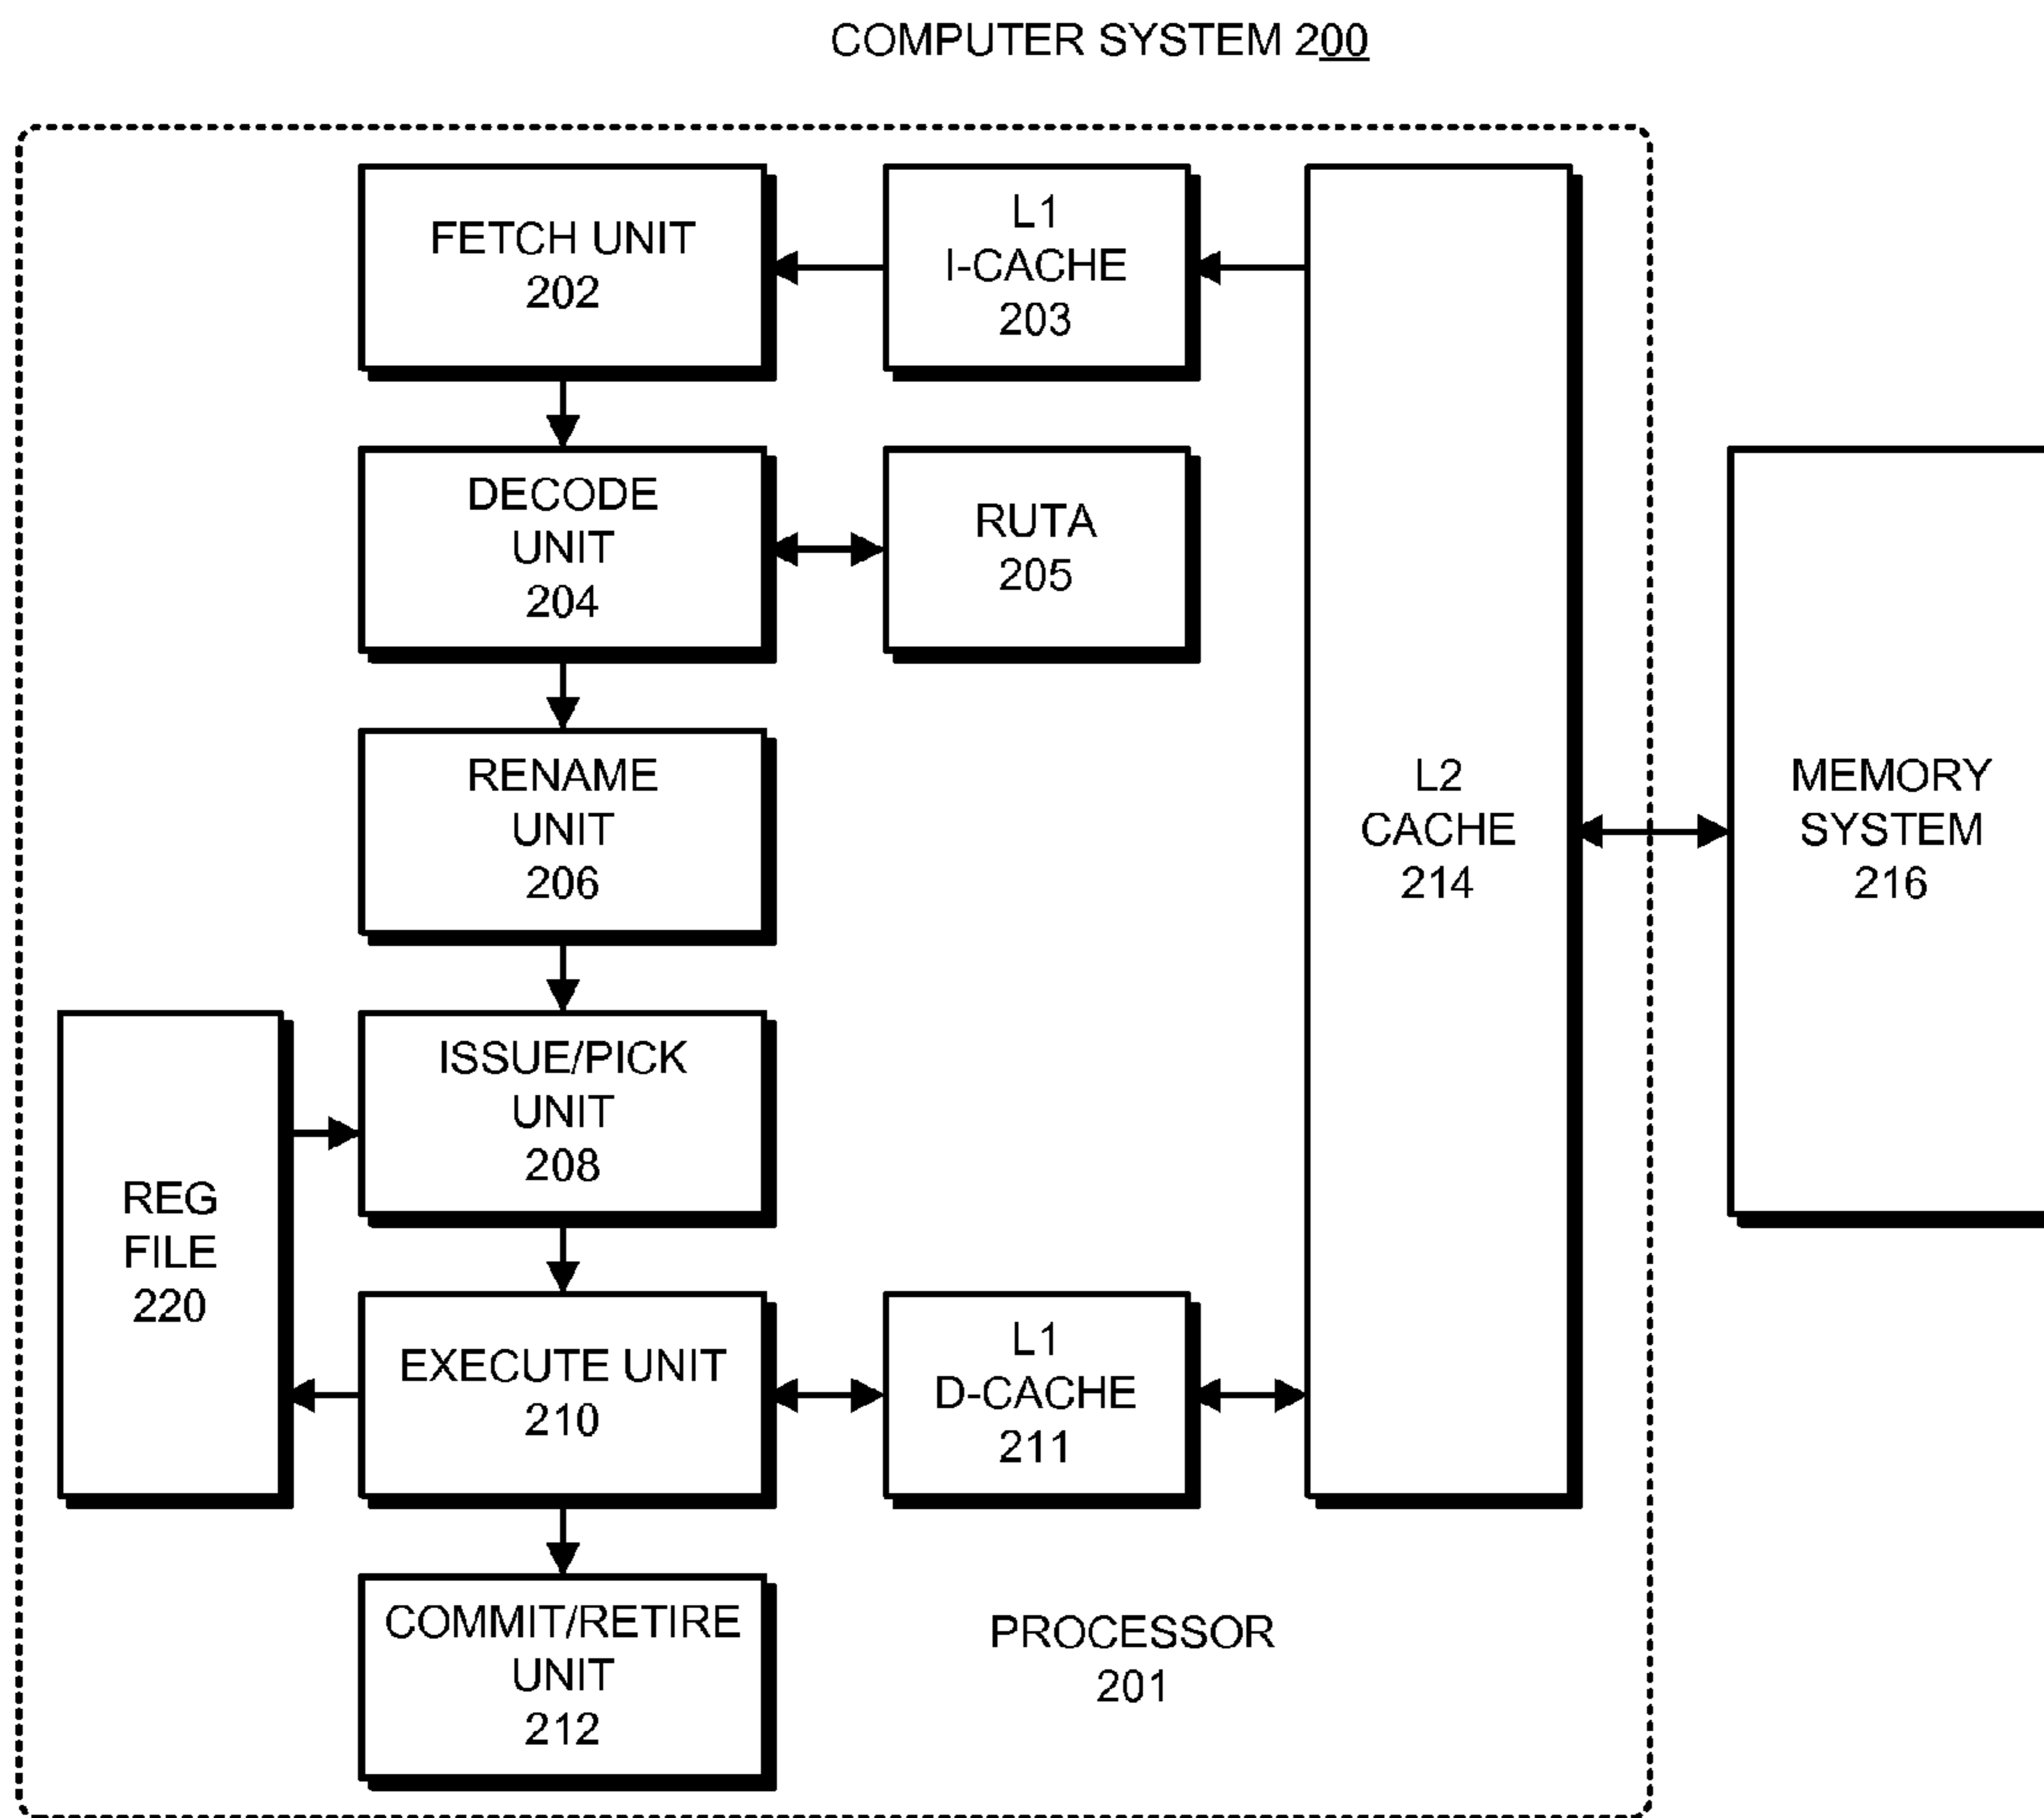 COMPUTER SYSTEM 200
FETCH UNIT
202
L1
I-CACHE
203
DECODE
UNIT
204
RUTA
205
RENAME
UNIT
206
L2
CACHE
214
MEMORY
SYSTEM
216
REG
FILE
220
ISSUE/PICK
UNIT
208
EXECUTE UNIT
210
L1
D-CACHE
211
COMMIT/RETIRE
UNIT
212
PROCESSOR
201